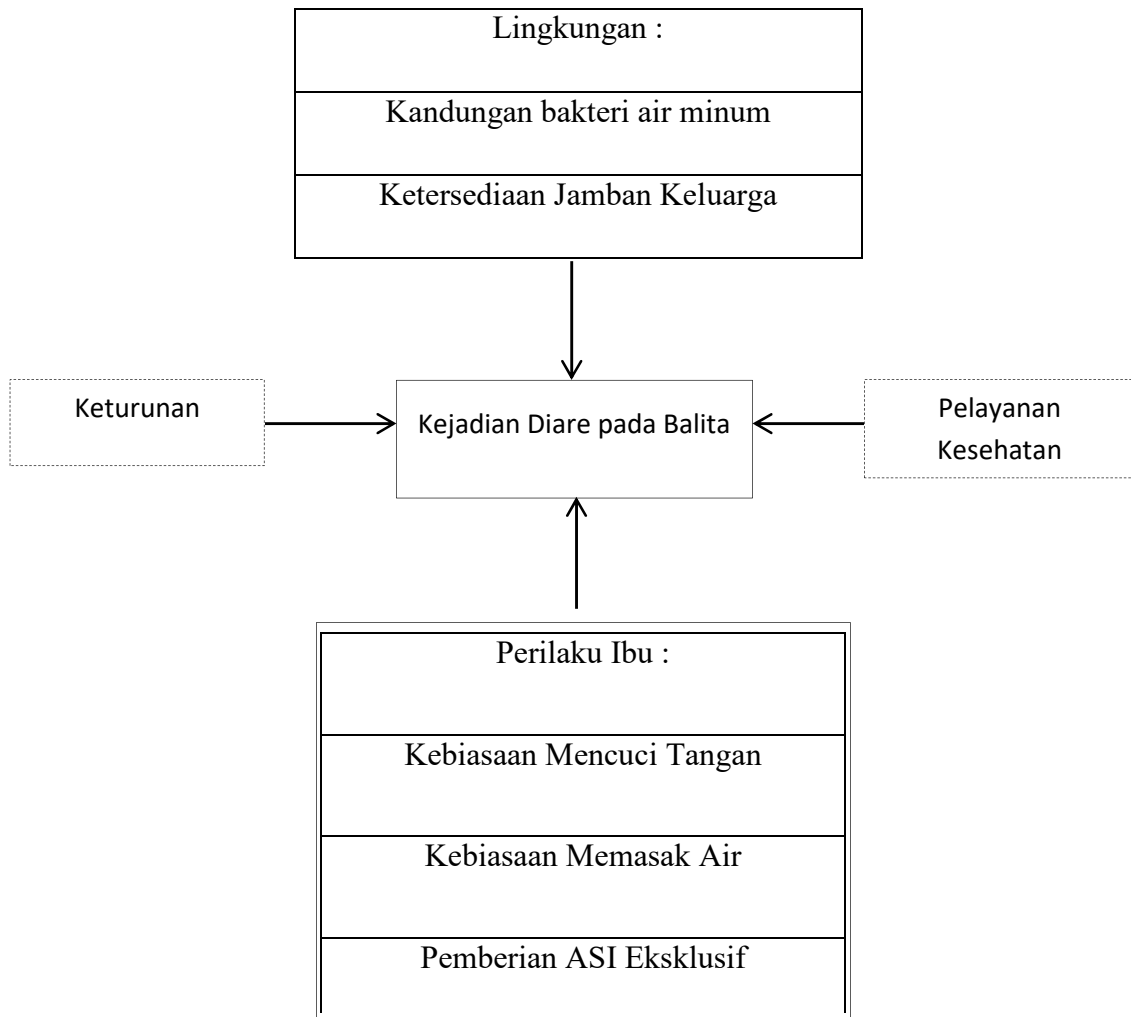 Lingkungan :
Kandungan bakteri air minum
Ketersediaan Jamban Keluarga
Keturunan
Kejadian Diare pada Balita
Pelayanan
Kesehatan
Perilaku Ibu :
Kebiasaan Mencuci Tangan
Kebiasaan Memasak Air
Pemberian ASI Eksklusif